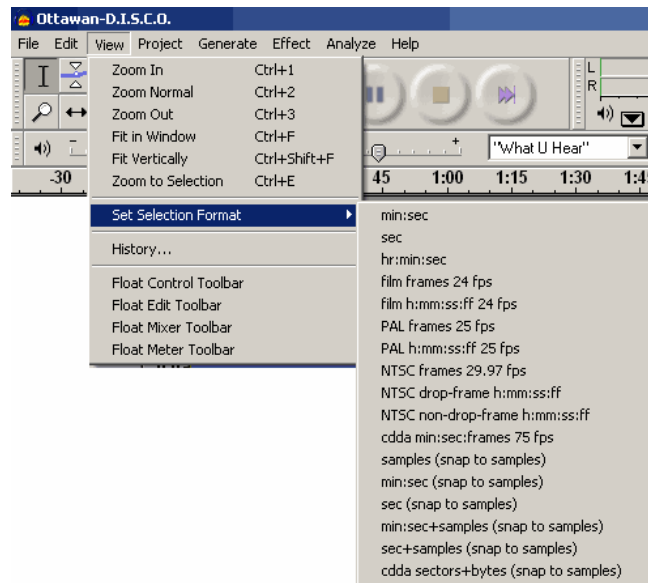 Ottawan-D.I.S.C.O.
File Edit View Project Generate Effect Analyze Help
Zoom In Ctrl+1
Zoom Normal Ctrl+2
Zoom Out Ctrl+3
Fit in Window Ctrl+F
Fit Vertically Ctrl+Shift+F
Zoom to Selection Ctrl+E
Set Selection Format
History...
Float Control Toolbar
Float Edit Toolbar
Float Mixer Toolbar
Float Meter Toolbar
L
R
"What U Hear"
-30 45 1:00 1:15 1:30 1:4
min:sec
sec
hr:min:sec
film frames 24 fps
film h:mm:ss:ff 24 fps
PAL frames 25 fps
PAL h:mm:ss:ff 25 fps
NTSC frames 29.97 fps
NTSC drop-frame h:mm:ss:ff
NTSC non-drop-frame h:mm:ss:ff
cdda min:sec:frames 75 fps
samples (snap to samples)
min:sec (snap to samples)
sec (snap to samples)
min:sec+samples (snap to samples)
sec+samples (snap to samples)
cdda sectors+bytes (snap to samples)